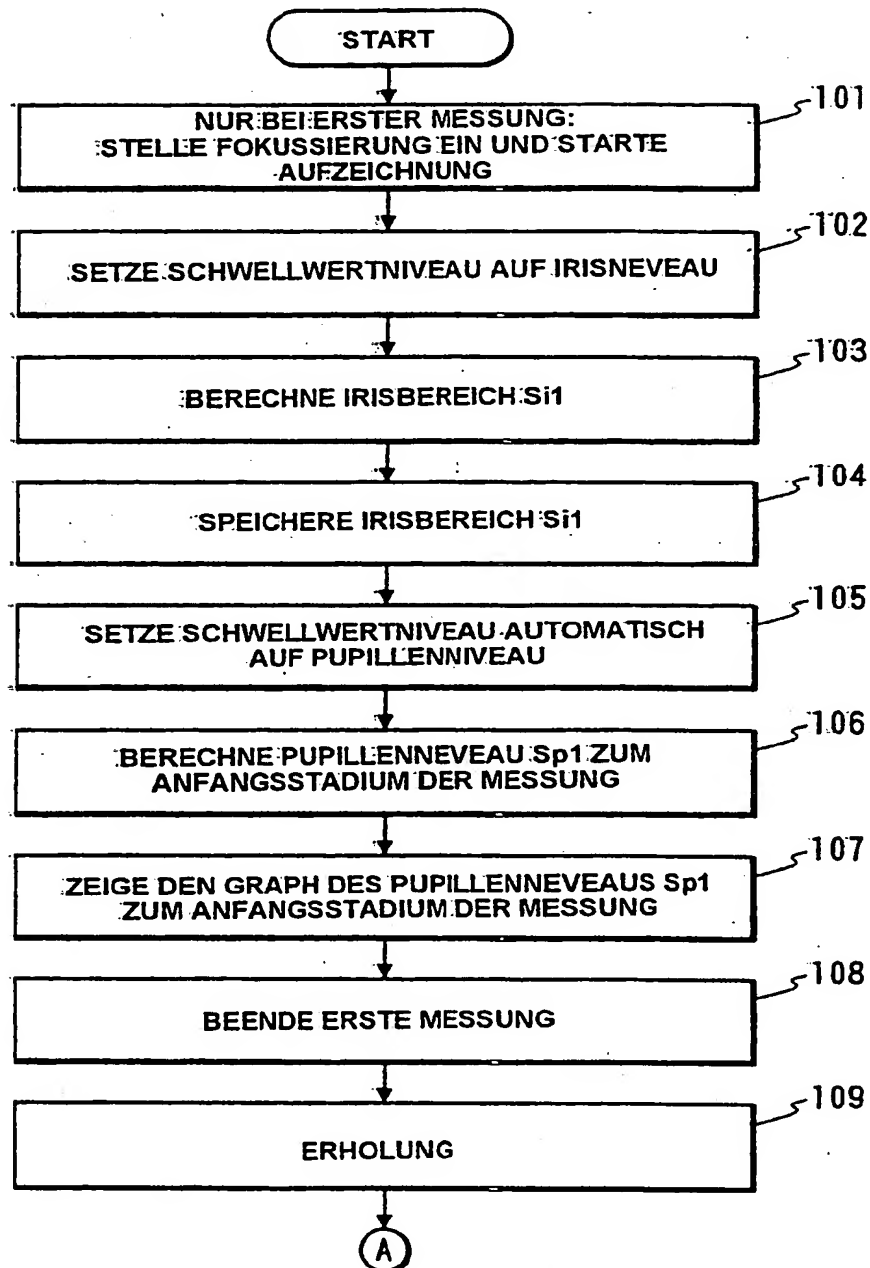 START
101
NUR BEI ERSTER MESSUNG:
STELLE FOKUSSIERUNG EIN UND STARTE
AUFZEICHNUNG
102
SETZE SCHWELLWERTNIVEAU AUF IRISNEVEAU
103
BERECHNE IRISBEREICH Si1
104
SPEICHERE IRISBEREICH Si1
105
SETZE SCHWELLWERTNIVEAU AUTOMATISCH
AUF PUPILLENNIVEAU
106
BERECHNE PUPILLENNEVEAU Sp1 ZUM
ANFANGSSTADIUM DER MESSUNG
107
ZEIGE DEN GRAPH DES PUPILLENNEVEAUS Sp1
ZUM ANFANGSSTADIUM DER MESSUNG
108
BEENDE ERSTE MESSUNG
109
ERHOLUNG
A